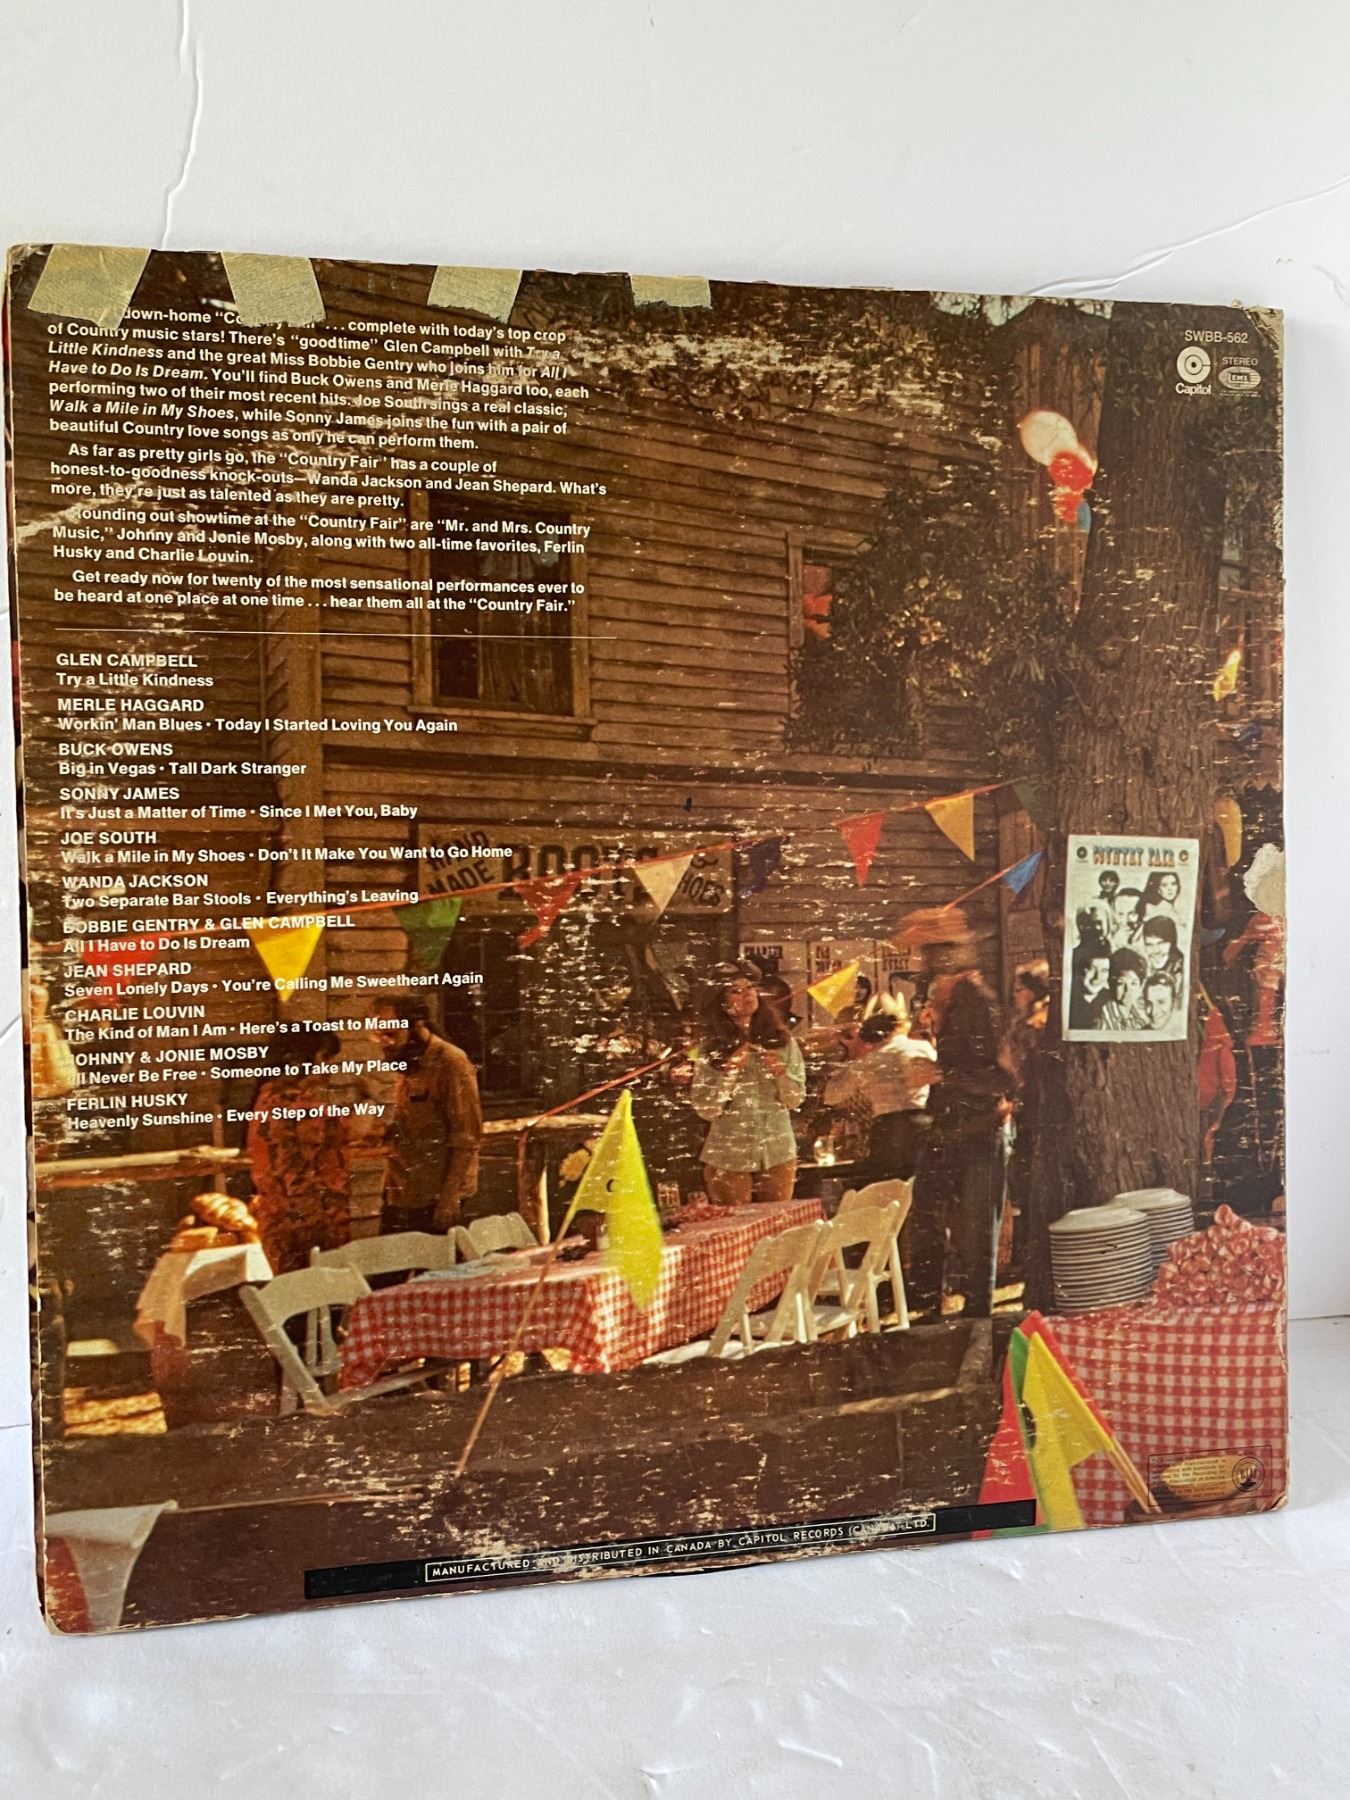 down-home "Co... complete with today's top crop
of Country music stars! There's "goodtime" Glen Campbell with Try a
Little Kindness and the great Miss Bobbie Gentry who joins him for All I
Have to Do Is Dream. You'll find Buck Owens and Merle Haggard too, each
performing two of their most recent hits. Joe South sings a real classic,
Walk a Mile in My Shoes, while Sonny James joins the fun with a pair of
beautiful Country love songs as only he can perform them.
As far as pretty girls go, the "Country Fair" has a couple of
honest-to-goodness knock-outs—Wanda Jackson and Jean Shepard. What's
more, they're just as talented as they are pretty.
Rounding out showtime at the "Country Fair" are "Mr. and Mrs. Country
Music," Johnny and Jonie Mosby, along with two all-time favorites, Ferlin
Husky and Charlie Louvin.
Get ready now for twenty of the most sensational performances ever to
be heard at one place at one time . . . hear them all at the "Country Fair."
GLEN CAMPBELL
Try a Little Kindness
MERLE HAGGARD
Workin' Man Blues • Today I Started Loving You Again
BUCK OWENS
Big in Vegas • Tall Dark Stranger
SONNY JAMES
It's Just a Matter of Time • Since I Met You, Baby
JOE SOUTH
Walk a Mile in My Shoes • Don't It Make You Want to Go Home
WANDA JACKSON
Two Separate Bar Stools • Everything's Leaving
BOBBIE GENTRY & GLEN CAMPBELL
All I Have to Do Is Dream
JEAN SHEPARD
Seven Lonely Days • You're Calling Me Sweetheart Again
CHARLIE LOUVIN
The Kind of Man I Am • Here's a Toast to Mama
JOHNNY & JONIE MOSBY
I'll Never Be Free • Someone to Take My Place
FERLIN HUSKY
Heavenly Sunshine • Every Step of the Way
SWBB-562
Capitol
STEREO
EMI
HAND
MADE
BOOTS &
SHOES
COUNTRY FAIR
MANUFACTURED AND DISTRIBUTED IN CANADA BY CAPITOL RECORDS (CANADA) LTD.